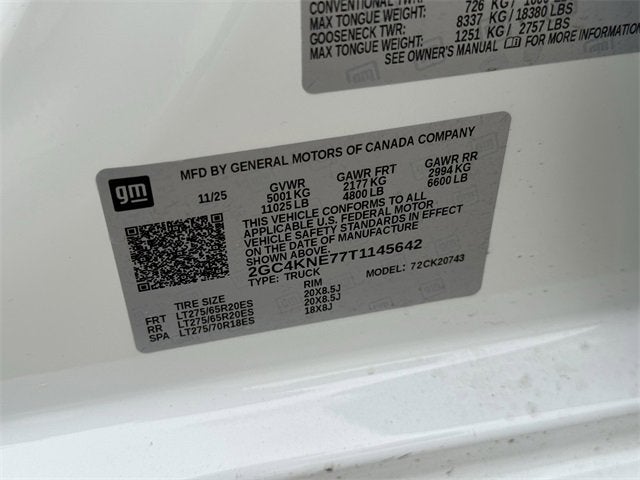 CONVENTIONAL TWR:
MAX TONGUE WEIGHT: 726 KG /
GOOSENECK TWR: 8337 KG / 18380 LBS
MAX TONGUE WEIGHT: 1251 KG / 2757 LBS
SEE OWNER'S MANUAL FOR MORE INFORMATION
MFD BY GENERAL MOTORS OF CANADA COMPANY
gm
11/25 GVWR GAWR FRT GAWR RR
5001 KG 2177 KG 2994 KG
11025 LB 4800 LB 6600 LB
THIS VEHICLE CONFORMS TO ALL
APPLICABLE U.S. FEDERAL MOTOR
VEHICLE SAFETY STANDARDS IN EFFECT
ON THE DATE OF MANUFACTURE
2GC4KNE77T1145642
TYPE: TRUCK MODEL: 72CK20743
TIRE SIZE RIM
FRT LT275/65R20ES 20X8.5J
RR LT275/65R20ES 20X8.5J
SPA LT275/70R18ES 18X8J